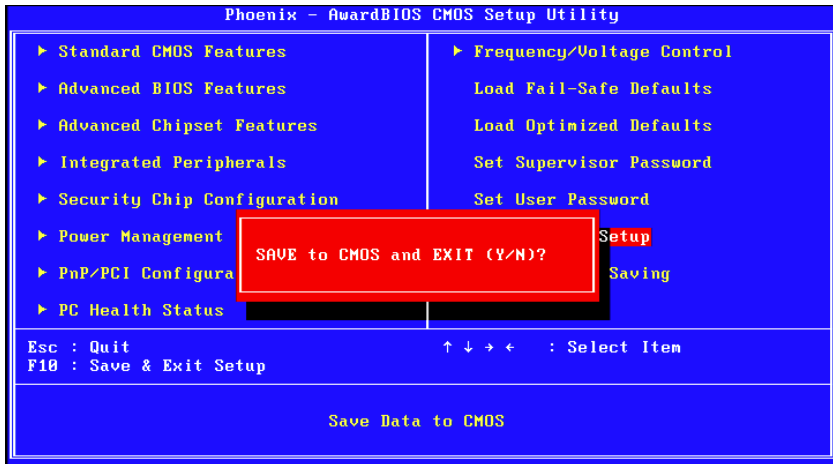 Phoenix - AwardBIOS CMOS Setup Utility
► Standard CMOS Features
► Advanced BIOS Features
► Advanced Chipset Features
► Integrated Peripherals
► Security Chip Configuration
► Power Management
► PnP/PCI Configura
► PC Health Status
► Frequency/Voltage Control
Load Fail-Safe Defaults
Load Optimized Defaults
Set Supervisor Password
Set User Password
Setup
Saving
SAVE to CMOS and EXIT (Y/N)?
Esc : Quit
F10 : Save & Exit Setup
↑ ↓ → ← : Select Item
Save Data to CMOS